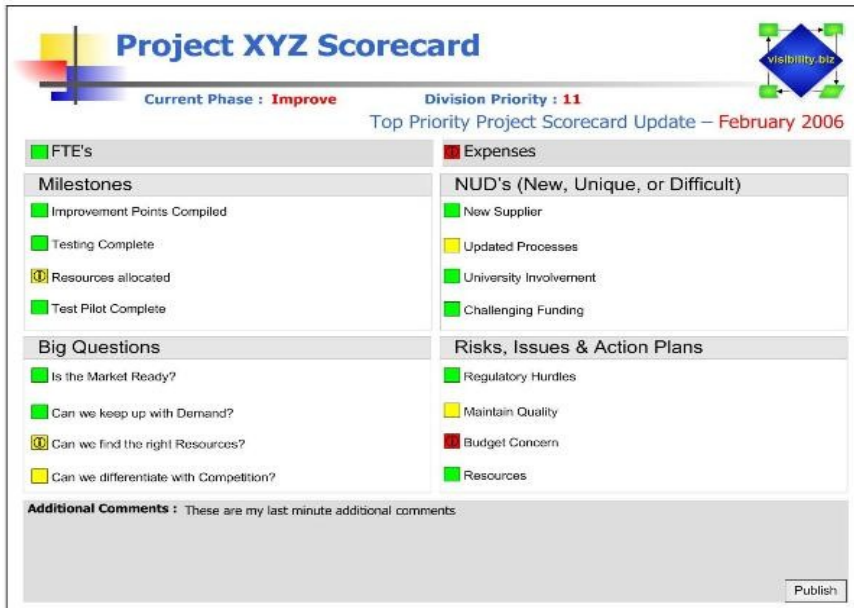 Project XYZ Scorecard
visibility.biz
Current Phase : Improve
Division Priority : 11
Top Priority Project Scorecard Update – February 2006
FTE's
Expenses
Milestones
Improvement Points Compiled
Testing Complete
Resources allocated
Test Pilot Complete
NUD's (New, Unique, or Difficult)
New Supplier
Updated Processes
University Involvement
Challenging Funding
Big Questions
Is the Market Ready?
Can we keep up with Demand?
Can we find the right Resources?
Can we differentiate with Competition?
Risks, Issues & Action Plans
Regulatory Hurdles
Maintain Quality
Budget Concern
Resources
Additional Comments : These are my last minute additional comments
Publish